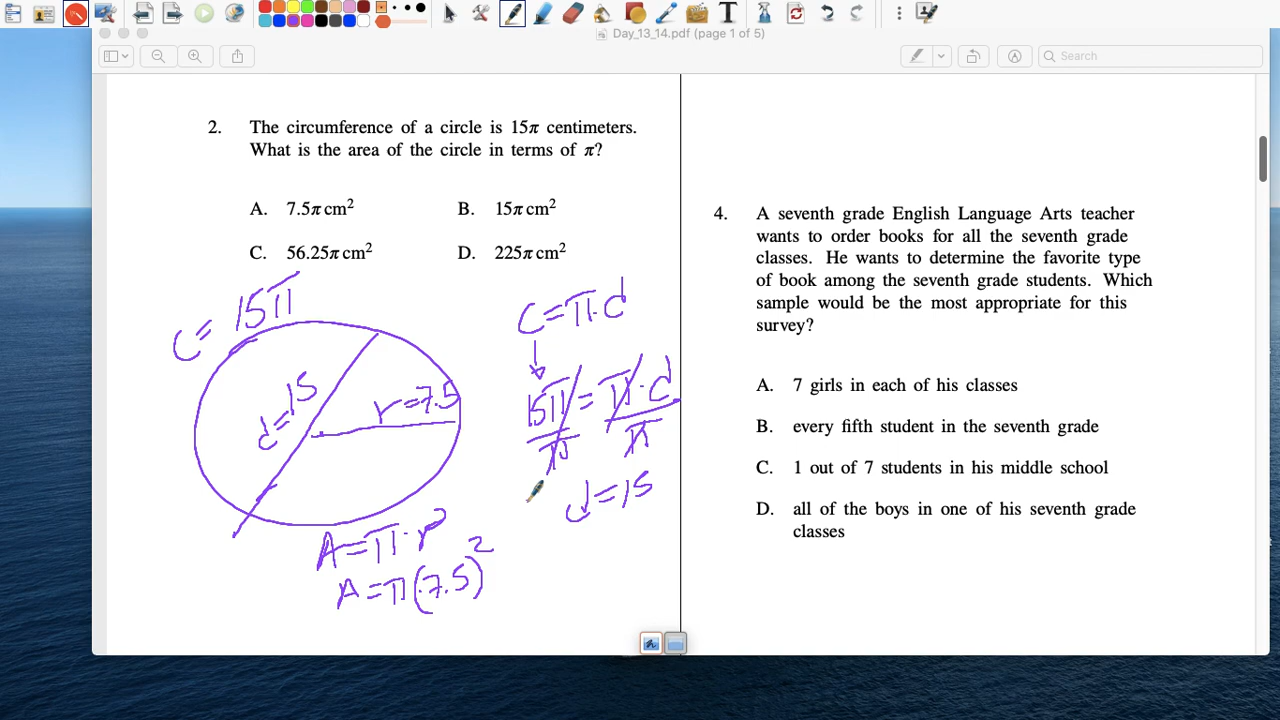 T
Day_13_14.pdf (page 1 of 5)
Search
2. The circumference of a circle is 15π centimeters.
What is the area of the circle in terms of π?
A. 7.5π cm²
B. 15π cm²
C. 56.25π cm²
D. 225π cm²
C=15π
d=15
r=7.5
A=π·r²
A=π(7.5)²
C=π·d
15π/π = π·d/π
d=15
4. A seventh grade English Language Arts teacher
wants to order books for all the seventh grade
classes. He wants to determine the favorite type
of book among the seventh grade students. Which
sample would be the most appropriate for this
survey?
A. 7 girls in each of his classes
B. every fifth student in the seventh grade
C. 1 out of 7 students in his middle school
D. all of the boys in one of his seventh grade
classes